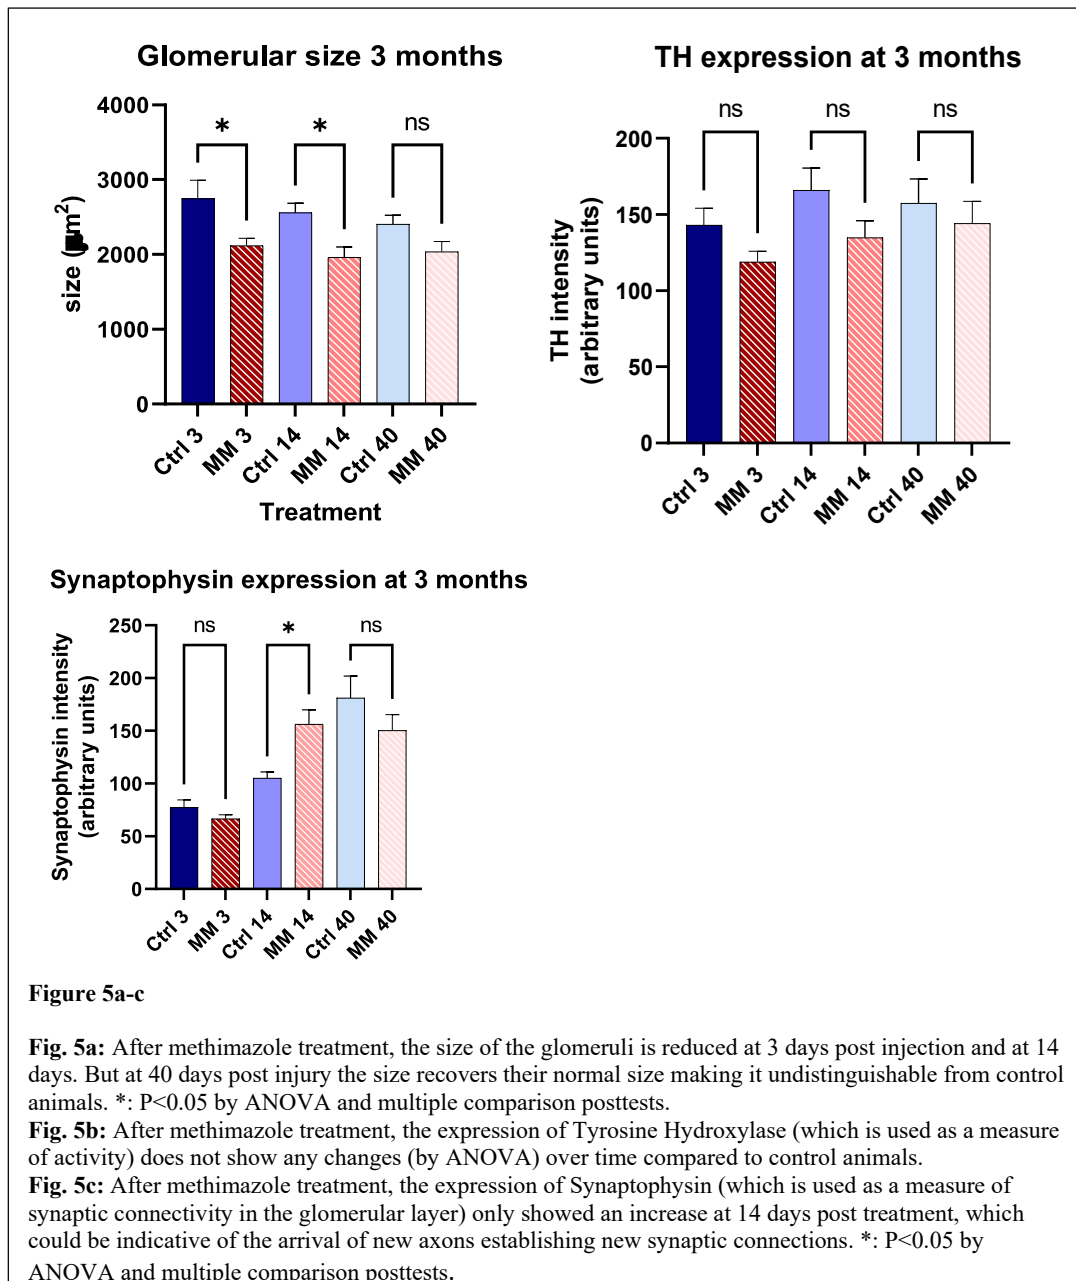 Glomerular size 3 months
4000
3000
2000
1000
0
size (µm²)
*
*
ns
Ctrl 3
MM 3
Ctrl 14
MM 14
Ctrl 40
MM 40
Treatment
TH expression at 3 months
200
150
100
50
0
TH intensity
(arbitrary units)
ns
ns
ns
Ctrl 3
MM 3
Ctrl 14
MM 14
Ctrl 40
MM 40
Synaptophysin expression at 3 months
250
200
150
100
50
0
Synaptophysin intensity
(arbitrary units)
ns
*
ns
Ctrl 3
MM 3
Ctrl 14
MM 14
Ctrl 40
MM 40
Figure 5a-c
Fig. 5a: After methimazole treatment, the size of the glomeruli is reduced at 3 days post injection and at 14
days. But at 40 days post injury the size recovers their normal size making it undistinguishable from control
animals. *: P<0.05 by ANOVA and multiple comparison posttests.
Fig. 5b: After methimazole treatment, the expression of Tyrosine Hydroxylase (which is used as a measure
of activity) does not show any changes (by ANOVA) over time compared to control animals.
Fig. 5c: After methimazole treatment, the expression of Synaptophysin (which is used as a measure of
synaptic connectivity in the glomerular layer) only showed an increase at 14 days post treatment, which
could be indicative of the arrival of new axons establishing new synaptic connections. *: P<0.05 by
ANOVA and multiple comparison posttests.